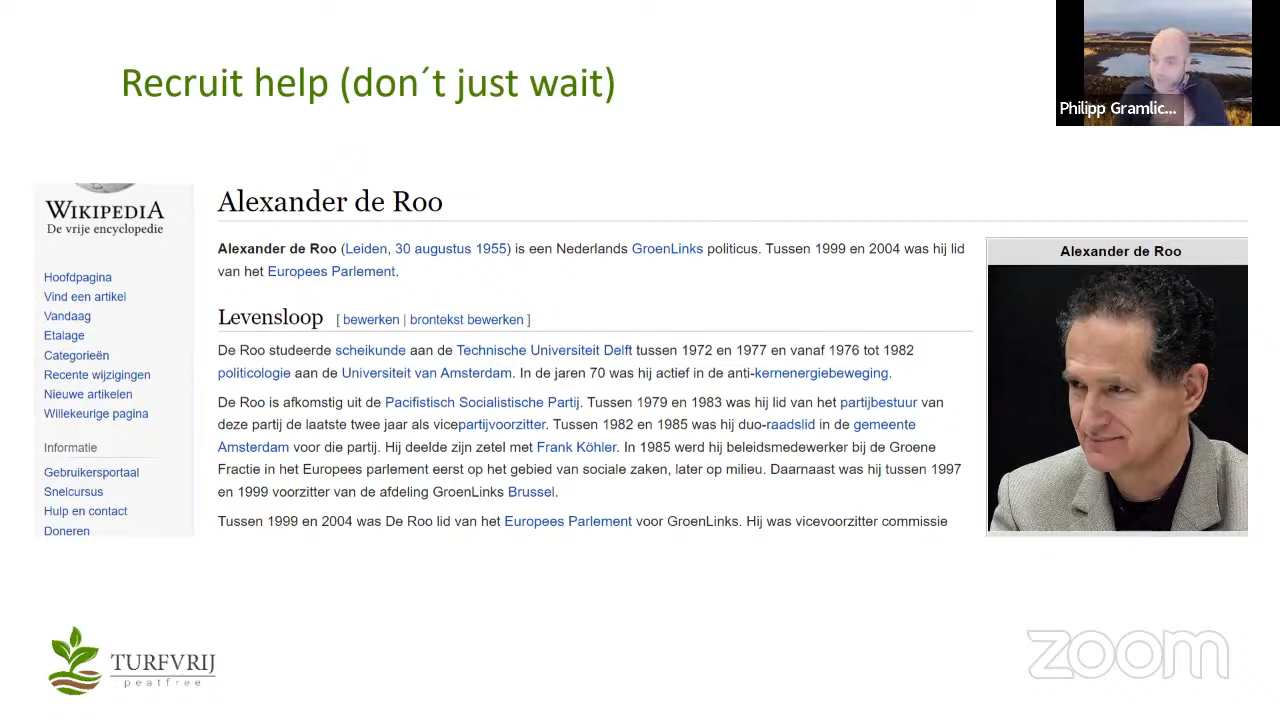 Recruit help (don´t just wait)
Philipp Gramlic...
WIKIPEDIA
De vrije encyclopedie
Hoofdpagina
Vind een artikel
Vandaag
Etalage
Categorieën
Recente wijzigingen
Nieuwe artikelen
Willekeurige pagina
Informatie
Gebruikersportaal
Snelcursus
Hulp en contact
Doneren
Alexander de Roo
Alexander de Roo (Leiden, 30 augustus 1955) is een Nederlands GroenLinks politicus. Tussen 1999 en 2004 was hij lid
van het Europees Parlement.
Levensloop [ bewerken | brontekst bewerken ]
De Roo studeerde scheikunde aan de Technische Universiteit Delft tussen 1972 en 1977 en vanaf 1976 tot 1982
politicologie aan de Universiteit van Amsterdam. In de jaren 70 was hij actief in de anti-kernenergiebeweging.
De Roo is afkomstig uit de Pacifistisch Socialistische Partij. Tussen 1979 en 1983 was hij lid van het partijbestuur van
deze partij de laatste twee jaar als vicepartijvoorzitter. Tussen 1982 en 1985 was hij duo-raadslid in de gemeente
Amsterdam voor die partij. Hij deelde zijn zetel met Frank Köhler. In 1985 werd hij beleidsmedewerker bij de Groene
Fractie in het Europees parlement eerst op het gebied van sociale zaken, later op milieu. Daarnaast was hij tussen 1997
en 1999 voorzitter van de afdeling GroenLinks Brussel.
Tussen 1999 en 2004 was De Roo lid van het Europees Parlement voor GroenLinks. Hij was vicevoorzitter commissie
Alexander de Roo
TURFVRIJ
peatfree
zoom